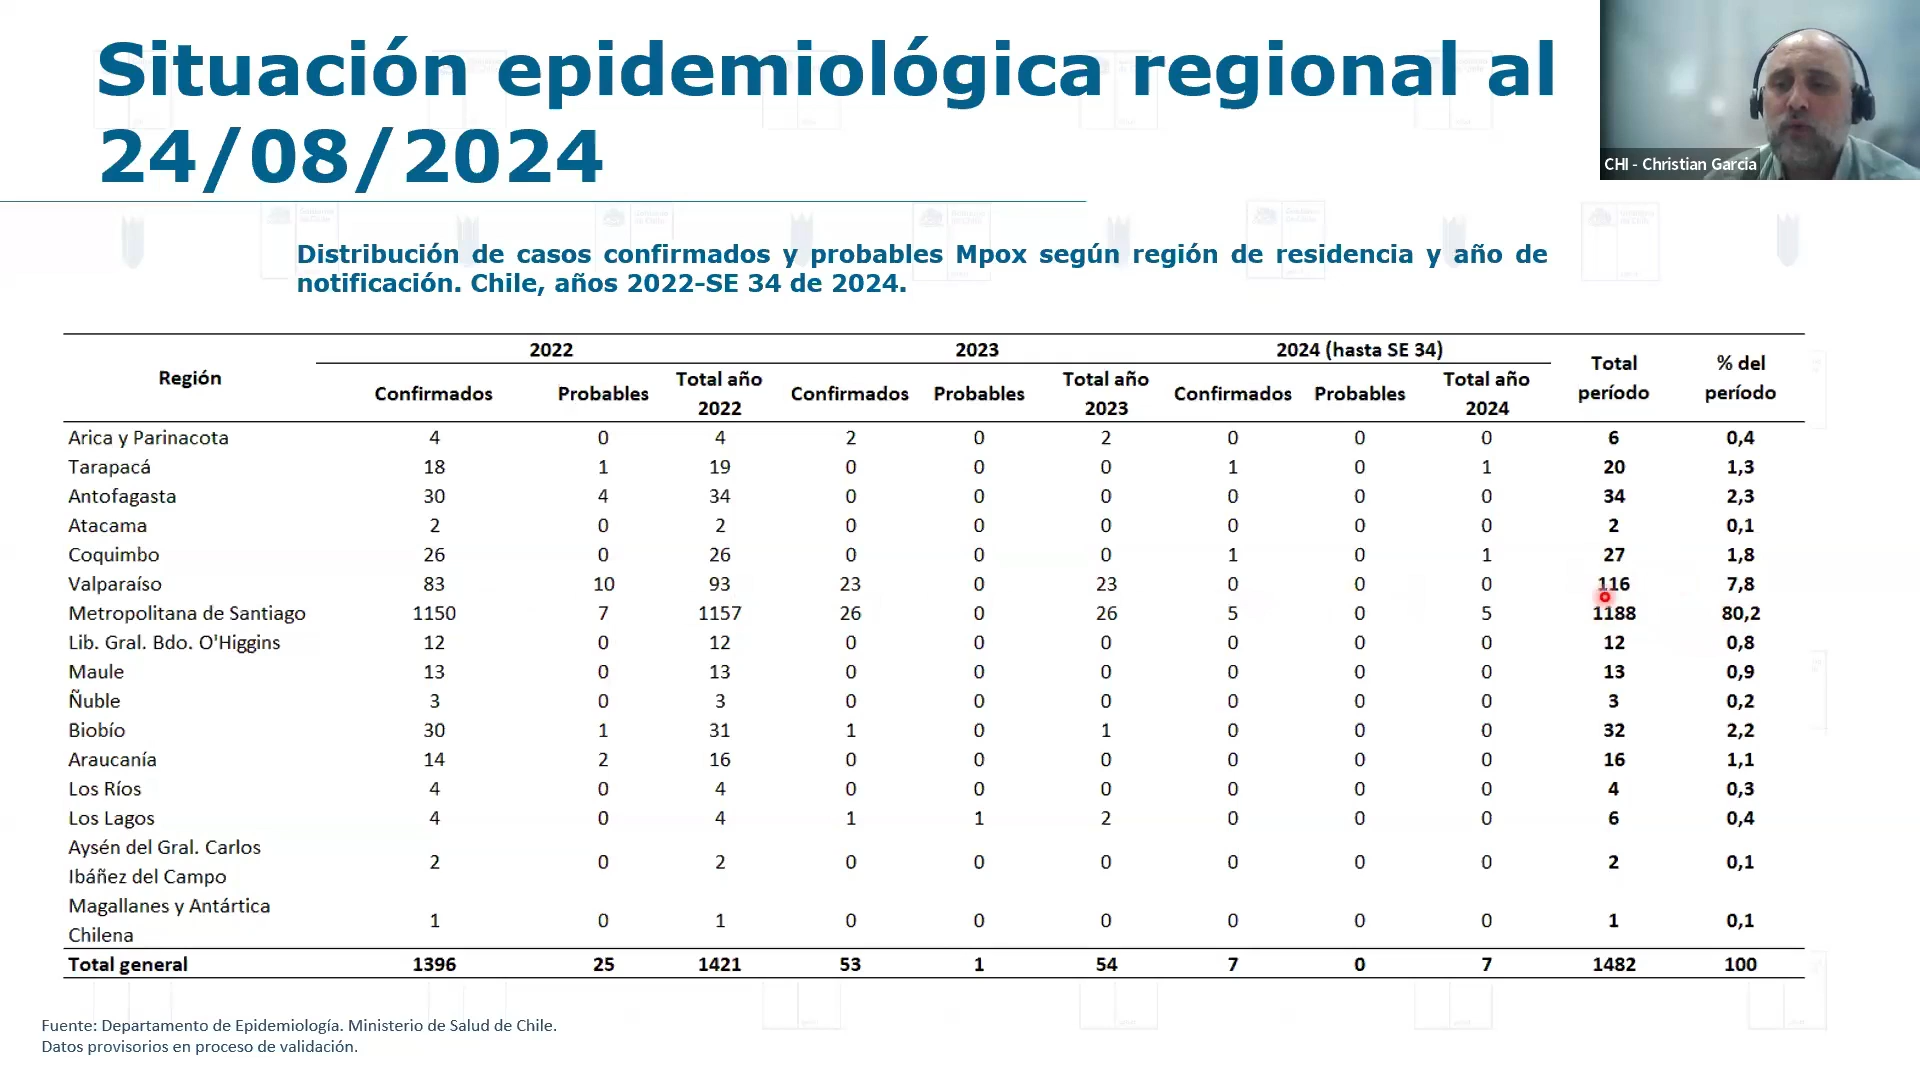 Situación epidemiológica regional al
24/08/2024
CHI - Christian García
Distribución de casos confirmados y probables Mpox según región de residencia y año de
notificación. Chile, años 2022-SE 34 de 2024.
Región 2022 2023 2024 (hasta SE 34) Total período % del período
Confirmados Probables Total año 2022 Confirmados Probables Total año 2023 Confirmados Probables Total año 2024
Arica y Parinacota 4 0 4 2 0 2 0 0 0 6 0,4
Tarapacá 18 1 19 0 0 0 1 0 1 20 1,3
Antofagasta 30 4 34 0 0 0 0 0 0 34 2,3
Atacama 2 0 2 0 0 0 0 0 0 2 0,1
Coquimbo 26 0 26 0 0 0 1 0 1 27 1,8
Valparaíso 83 10 93 23 0 23 0 0 0 116 7,8
Metropolitana de Santiago 1150 7 1157 26 0 26 5 0 5 1188 80,2
Lib. Gral. Bdo. O'Higgins 12 0 12 0 0 0 0 0 0 12 0,8
Maule 13 0 13 0 0 0 0 0 0 13 0,9
Ñuble 3 0 3 0 0 0 0 0 0 3 0,2
Biobío 30 1 31 1 0 1 0 0 0 32 2,2
Araucanía 14 2 16 0 0 0 0 0 0 16 1,1
Los Ríos 4 0 4 0 0 0 0 0 0 4 0,3
Los Lagos 4 0 4 1 1 2 0 0 0 6 0,4
Aysén del Gral. Carlos
Ibáñez del Campo 2 0 2 0 0 0 0 0 0 2 0,1
Magallanes y Antártica
Chilena 1 0 1 0 0 0 0 0 0 1 0,1
Total general 1396 25 1421 53 1 54 7 0 7 1482 100
Fuente: Departamento de Epidemiología. Ministerio de Salud de Chile.
Datos provisorios en proceso de validación.